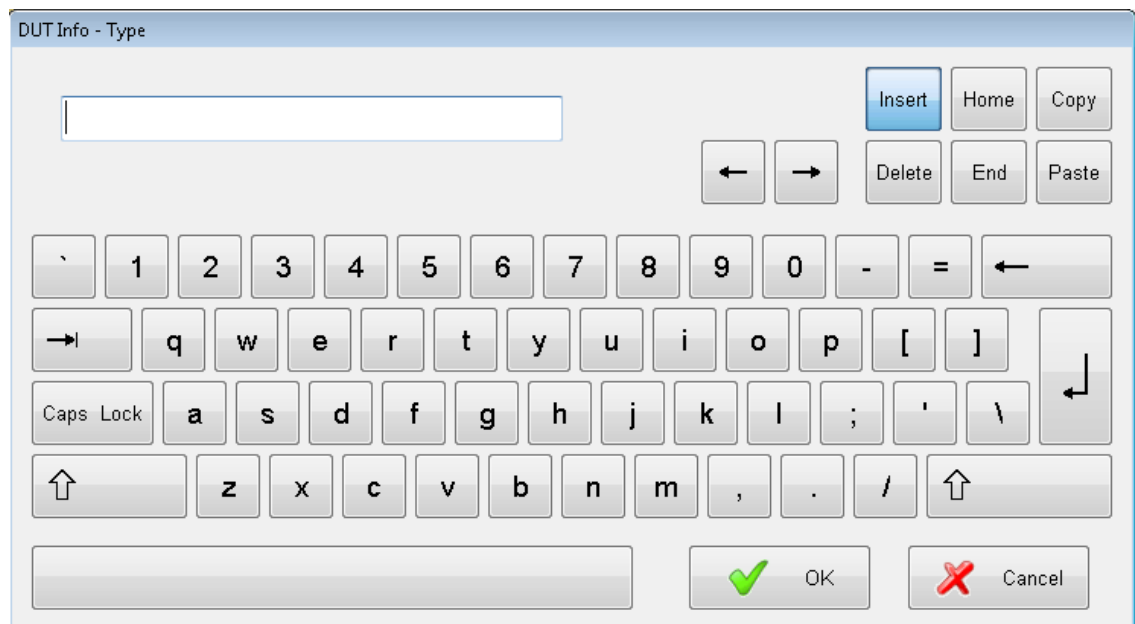 DUT Info - Type
Insert Home Copy
← → Delete End Paste
` 1 2 3 4 5 6 7 8 9 0 - = ←
→| q w e r t y u i o p [ ]
Caps Lock a s d f g h j k l ; ' \ ↲
⇧ z x c v b n m , . / ⇧
OK Cancel